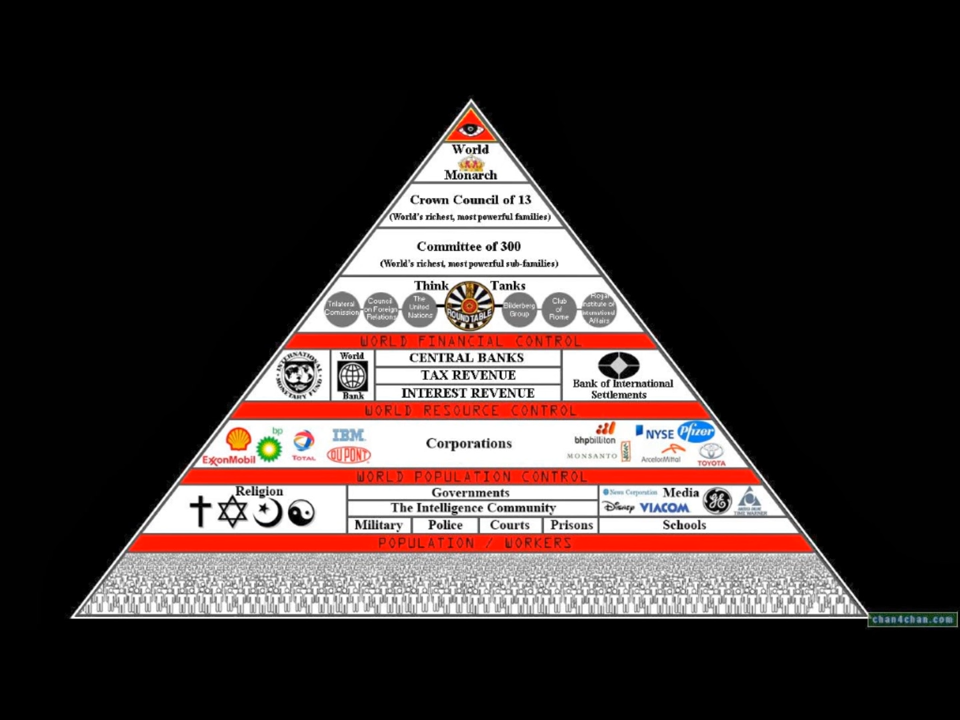 World
Monarch
Crown Council of 13
(World's richest, most powerful families)
Committee of 300
(World's richest, most powerful sub-families)
Think Tanks
Trilateral Comission
Council on Foreign Relations
The United Nations
ROUND TABLE
Bilderberg Group
Club of Rome
Royal Institute of International Affairs
WORLD FINANCIAL CONTROL
INTERNATIONAL MONETARY FUND
World
Bank
CENTRAL BANKS
TAX REVENUE
INTEREST REVENUE
Bank of International
Settlements
WORLD RESOURCE CONTROL
ExxonMobil
bp
TOTAL
IBM
DU PONT
Corporations
bhpbilliton
MONSANTO
NYSE
Pfizer
ArcelorMittal
TOYOTA
WORLD POPULATION CONTROL
Religion
Governments
The Intelligence Community
Military Police Courts Prisons
News Corporation
Media
Disney VIACOM
TIME WARNER
Schools
POPULATION / WORKERS
chan4chan.com